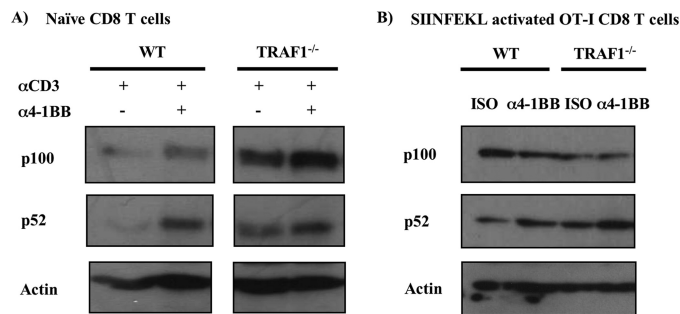 A) Naïve CD8 T cells
WT TRAF1-/-
αCD3 + + + +
α4-1BB - + - +
p100
p52
Actin
B) SIINFEKL activated OT-I CD8 T cells
WT TRAF1-/-
ISO α4-1BB ISO α4-1BB
p100
p52
Actin